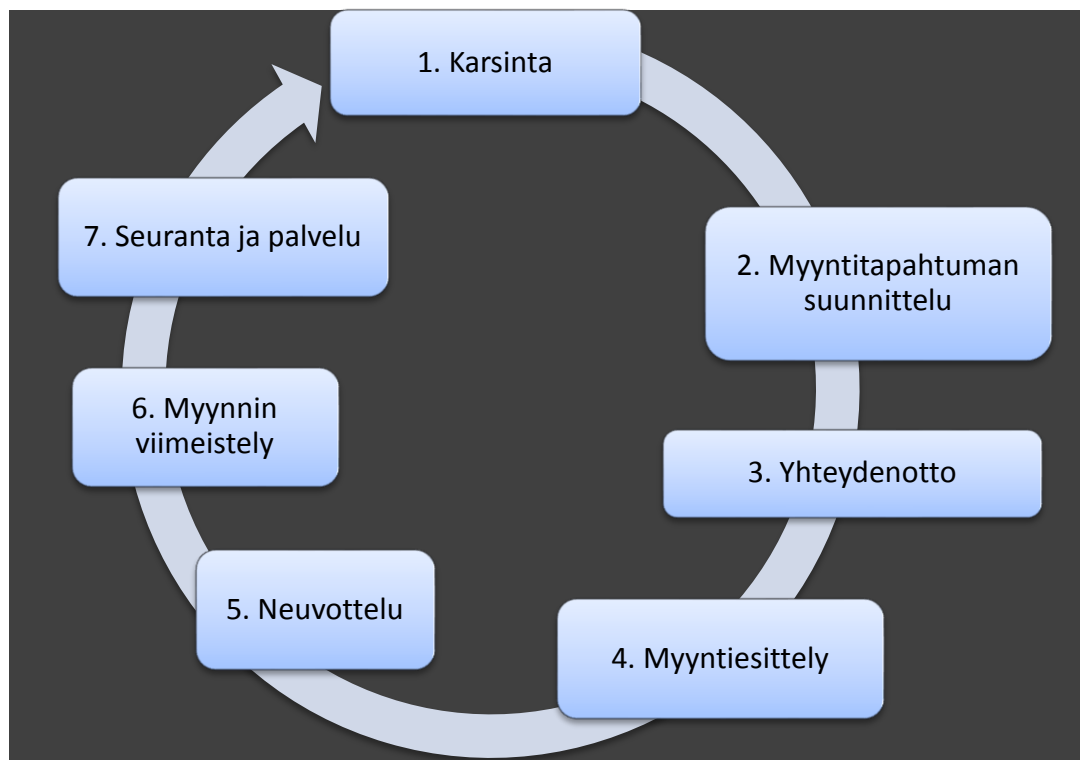 1. Karsinta
2. Myyntitapahtuman
suunnittelu
3. Yhteydenotto
4. Myyntiesittely
5. Neuvottelu
6. Myynnin
viimeistely
7. Seuranta ja palvelu